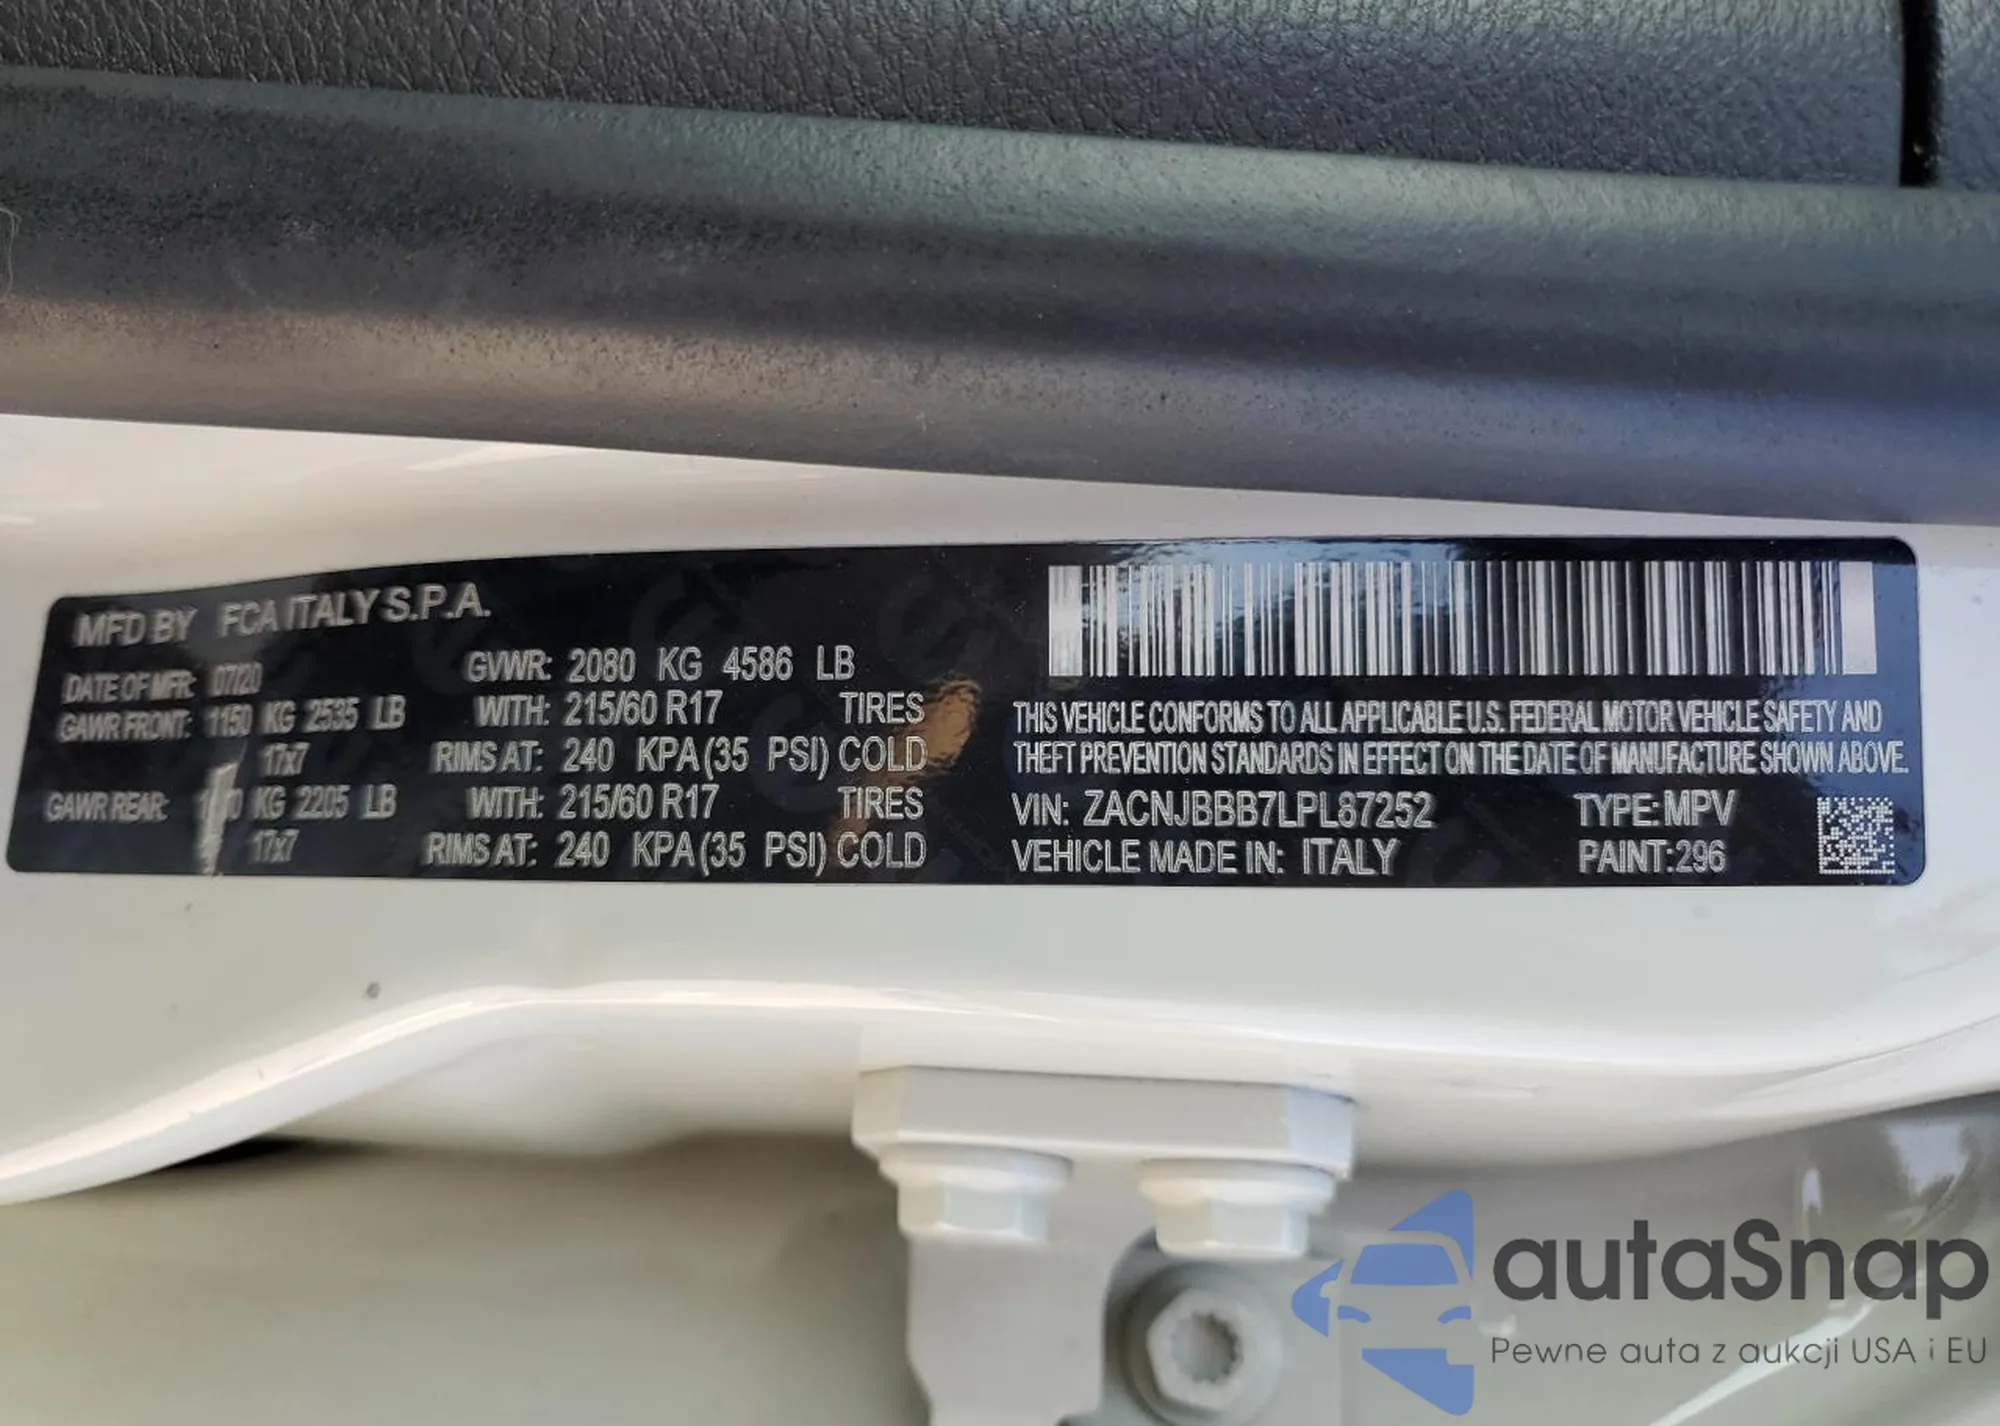 MFD BY FCA ITALY S.P.A.
DATE OF MFR: 07/20 GVWR: 2080 KG 4586 LB
GAWR FRONT: 1150 KG 2535 LB WITH: 215/60 R17 TIRES
17x7 RIMS AT: 240 KPA (35 PSI) COLD
GAWR REAR: KG 2205 LB WITH: 215/60 R17 TIRES
17x7 RIMS AT: 240 KPA (35 PSI) COLD
THIS VEHICLE CONFORMS TO ALL APPLICABLE U.S. FEDERAL MOTOR VEHICLE SAFETY AND
THEFT PREVENTION STANDARDS IN EFFECT ON THE DATE OF MANUFACTURE SHOWN ABOVE.
VIN: ZACNJBBB7LPL87252 TYPE: MPV
VEHICLE MADE IN: ITALY PAINT: 296
autaSnap
Pewne auta z aukcji USA i EU